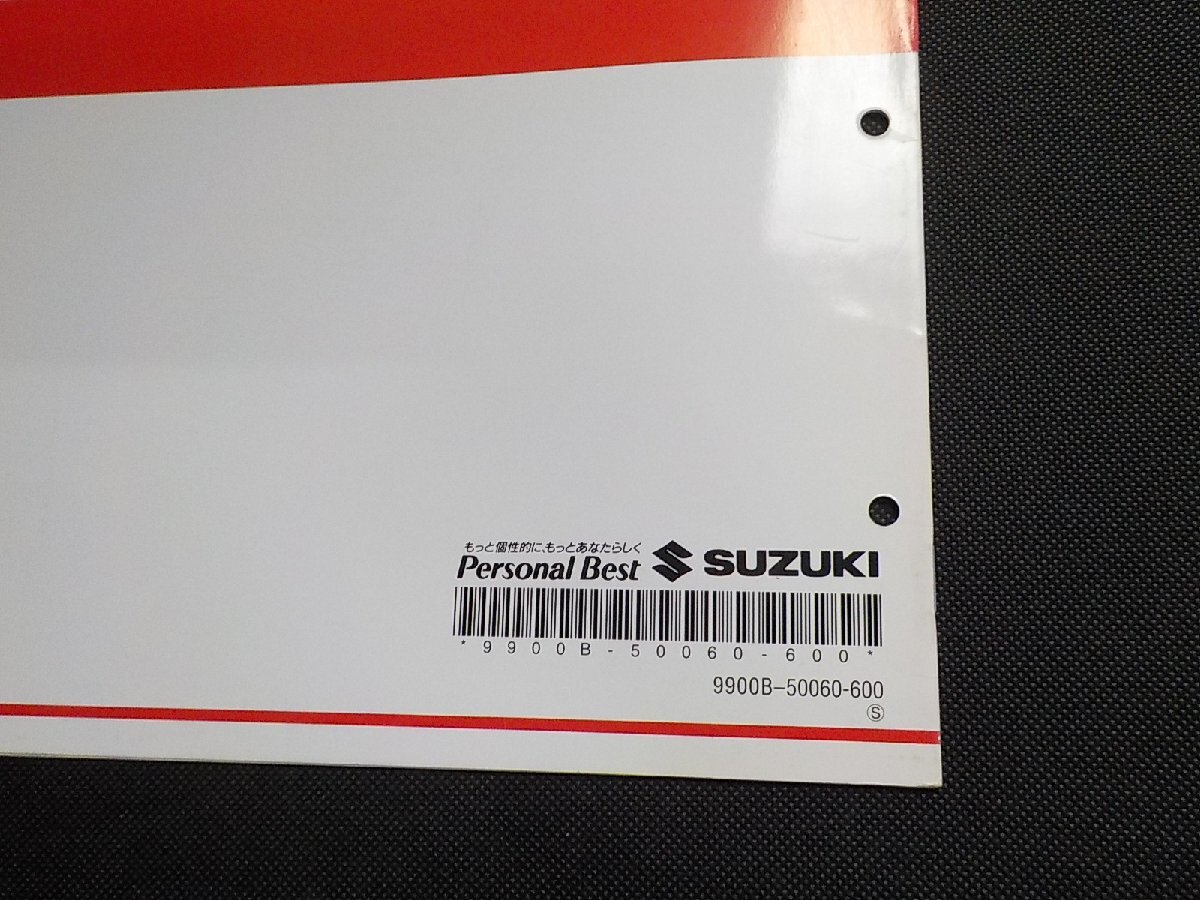 もっと個性的に、もっとあなたらしく
Personal Best SUZUKI
*9900B-50060-600*
9900B-50060-600
Ⓢ